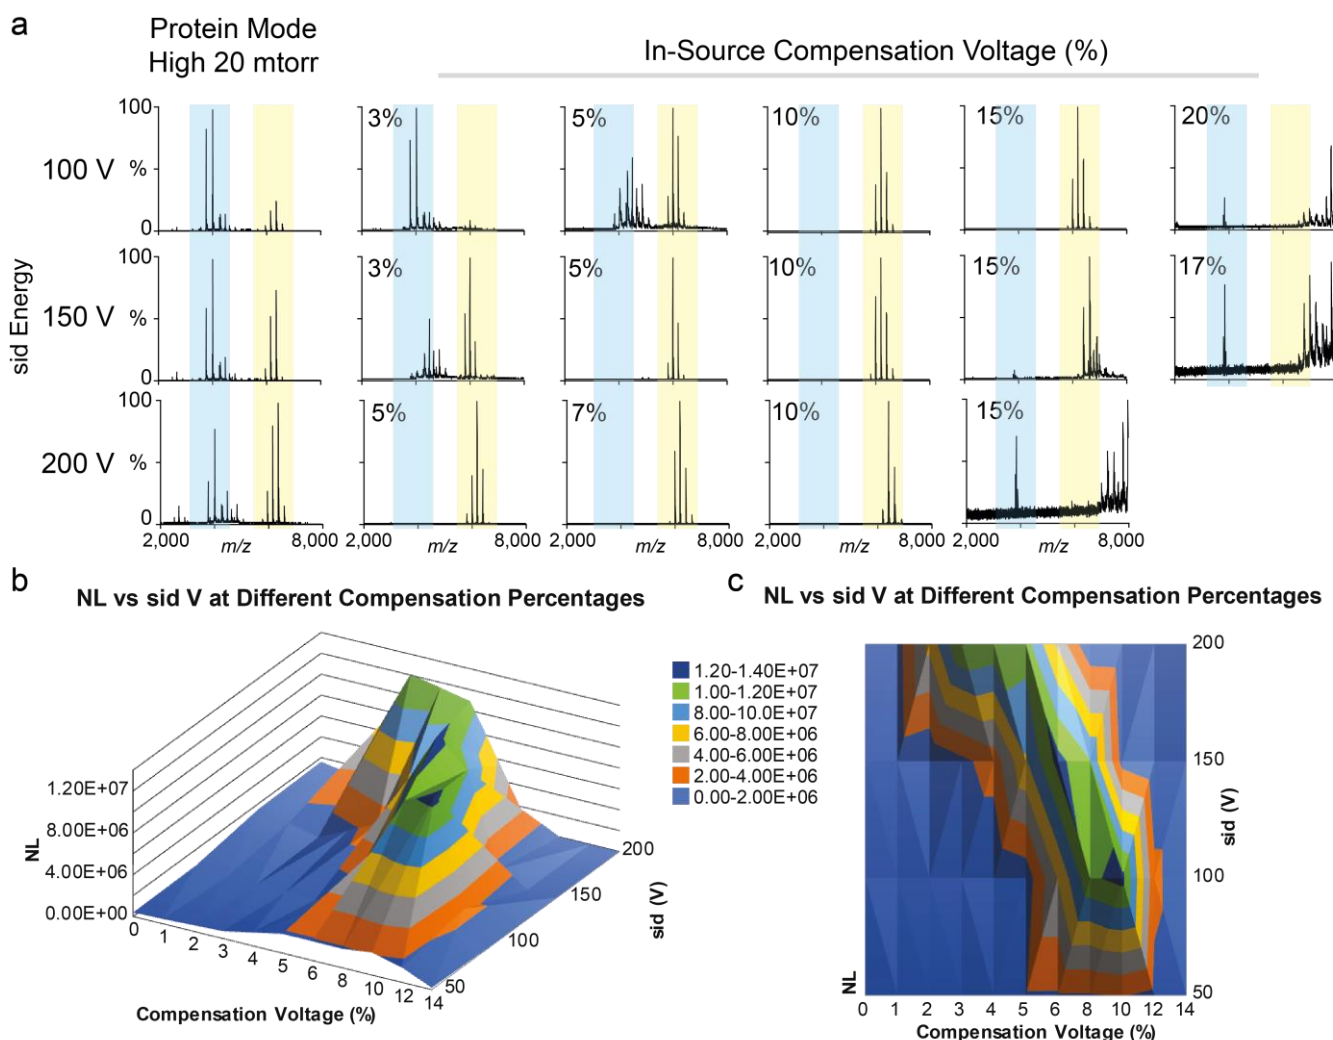 a
Protein Mode
High 20 mtorr
In-Source Compensation Voltage (%)
sid Energy
100 V
100
%
0
3%
5%
10%
15%
20%
150 V
100
%
0
3%
5%
10%
15%
17%
200 V
100
%
0
5%
7%
10%
15%
2,000 m/z 8,000
2,000 m/z 8,000
2,000 m/z 8,000
2,000 m/z 8,000
2,000 m/z 8,000
b
NL vs sid V at Different Compensation Percentages
1.20E+07
8.00E+06
4.00E+06
0.00E+00
NL
0 1 2 3 4 5 6 8 10 12 14
Compensation Voltage (%)
50
100
150
200
sid (V)
1.20-1.40E+07
1.00-1.20E+07
8.00-10.0E+07
6.00-8.00E+06
4.00-6.00E+06
2.00-4.00E+06
0.00-2.00E+06
c
NL vs sid V at Different Compensation Percentages
200
150
100
50
sid (V)
NL
0 1 2 3 4 5 6 8 10 12 14
Compensation Voltage (%)